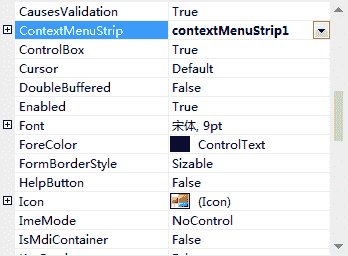 CausesValidation True
ContextMenuStrip contextMenuStrip1
ControlBox True
Cursor Default
DoubleBuffered False
Enabled True
Font 宋体, 9pt
ForeColor ControlText
FormBorderStyle Sizable
HelpButton False
Icon (Icon)
ImeMode NoControl
IsMdiContainer False